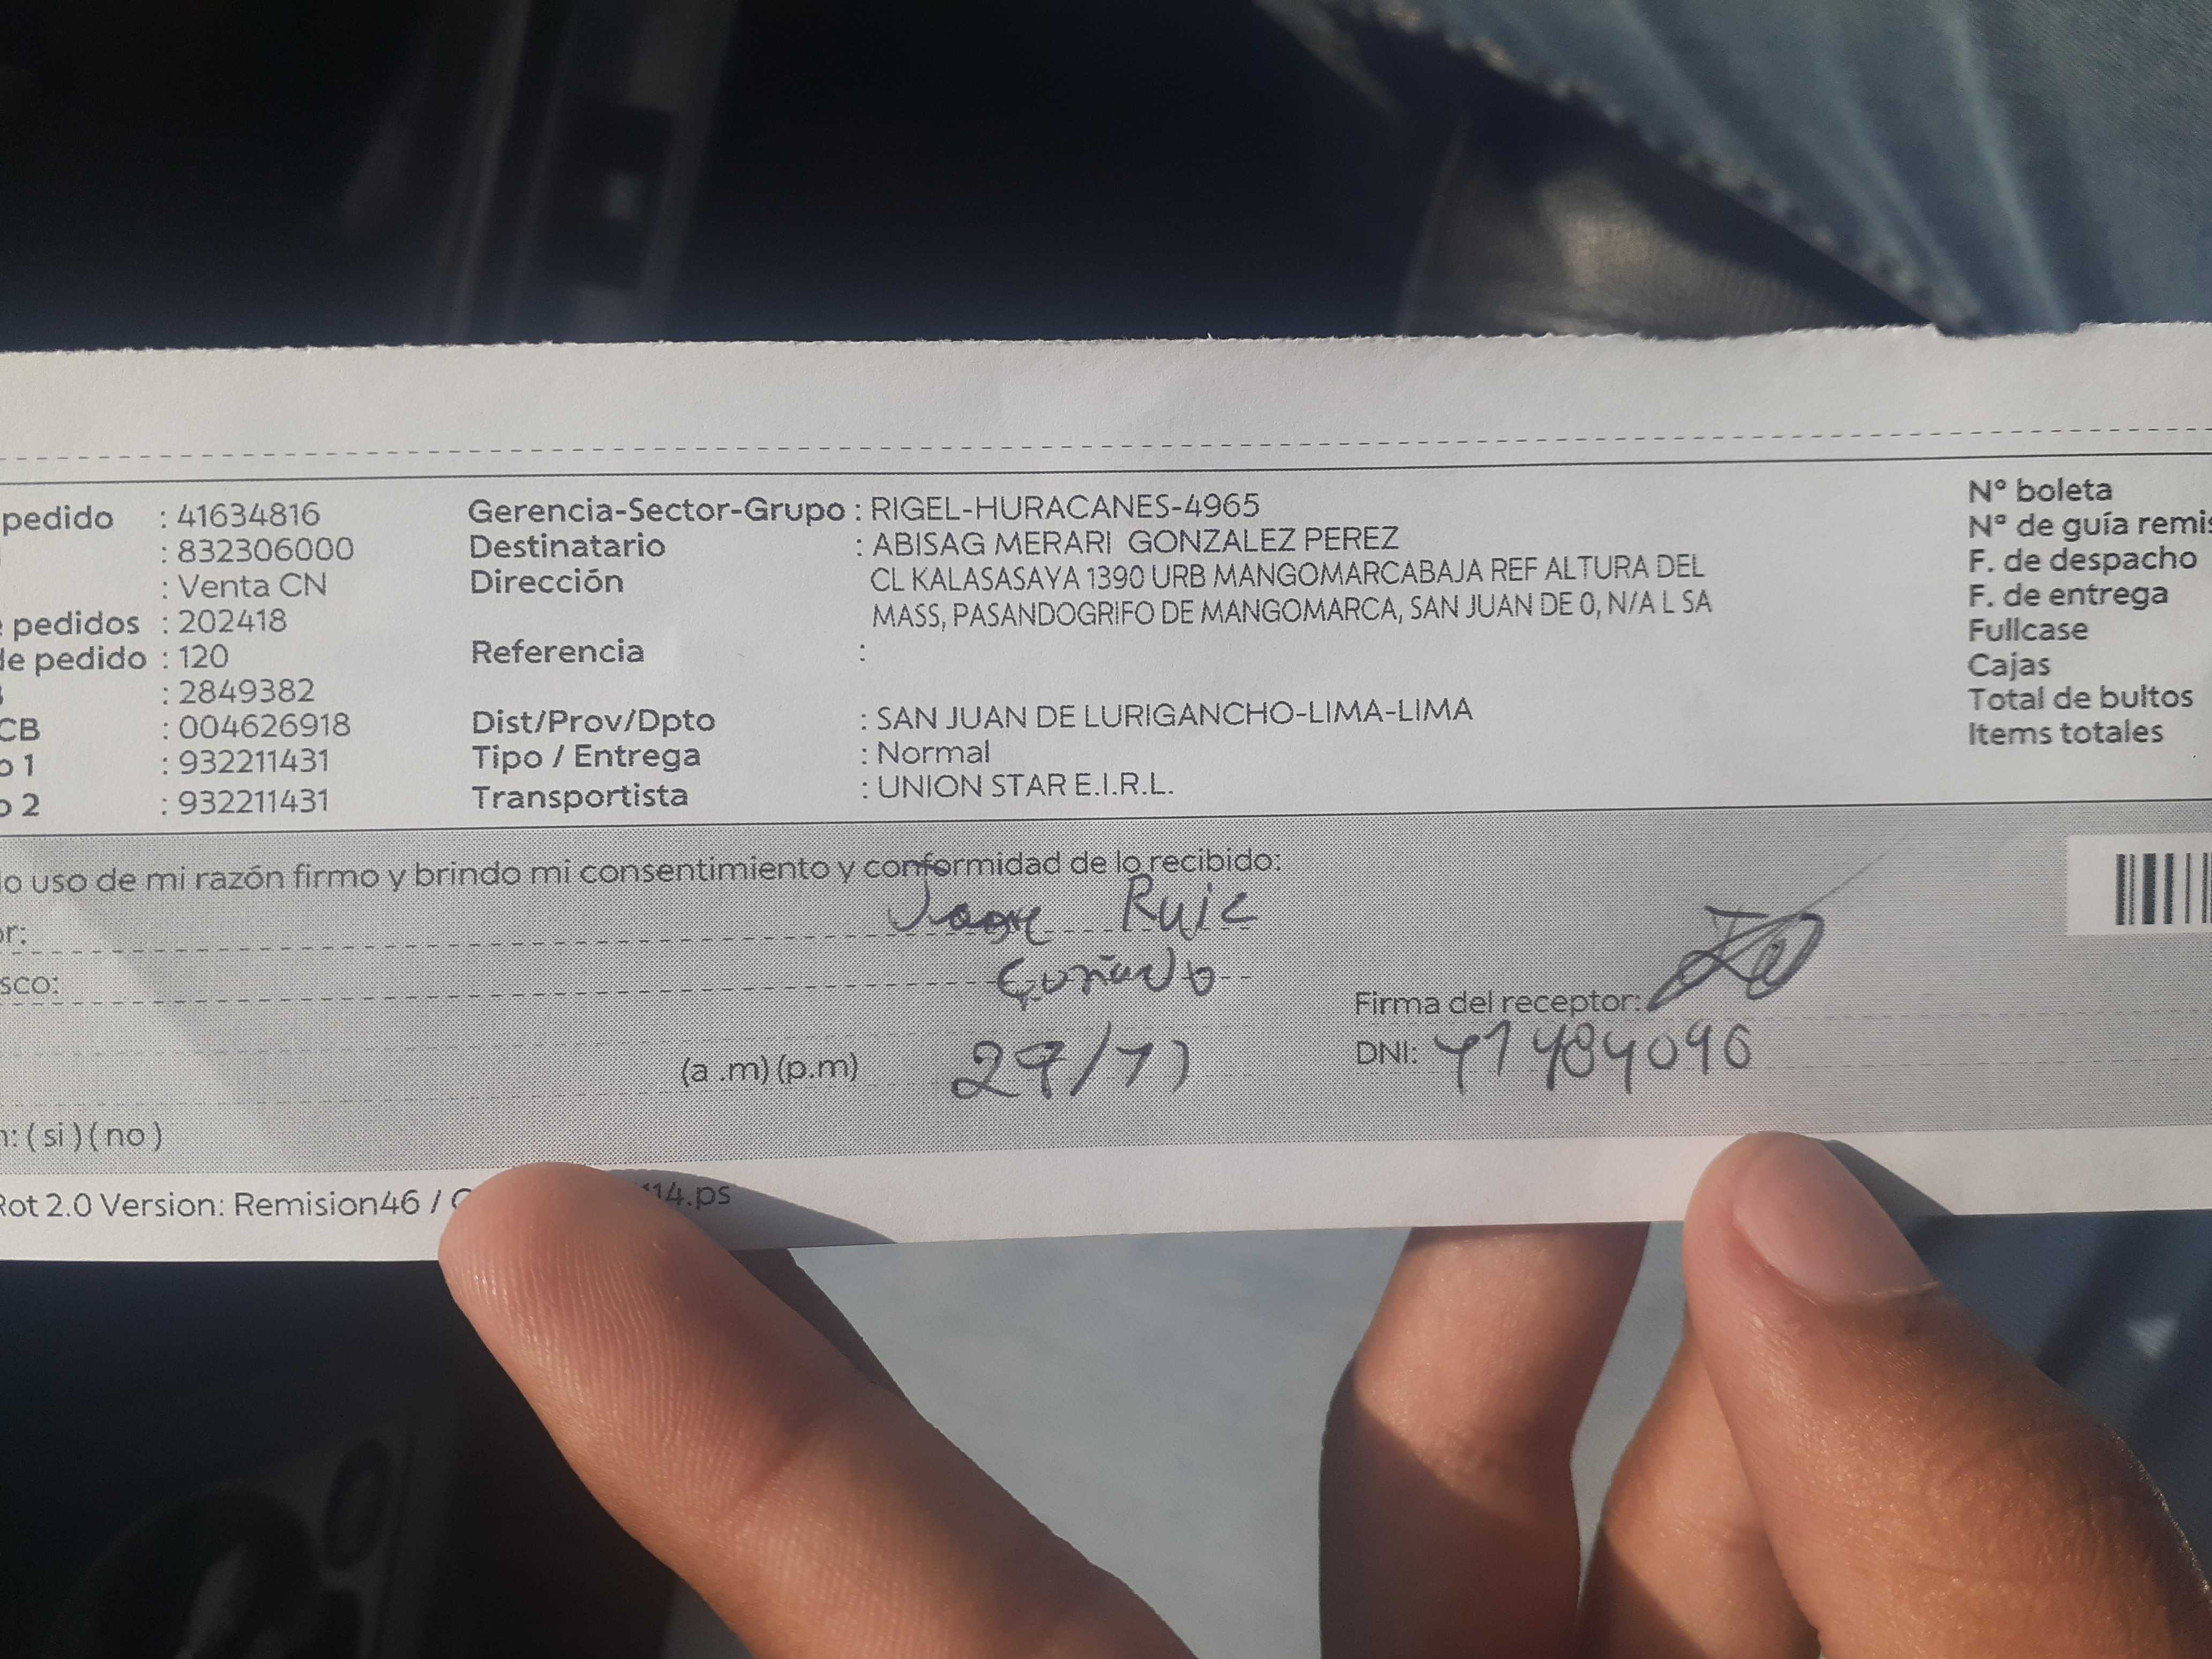 pedido : 41634816 Gerencia-Sector-Grupo : RIGEL-HURACANES-4965 N° boleta
: 832306000 Destinatario : ABISAG MERARI GONZALEZ PEREZ N° de guía remis
: Venta CN Dirección CL KALASASAYA 1390 URB MANGOMARCABAJA REF ALTURA DEL F. de despacho
pedidos : 202418 MASS, PASANDOGRIFO DE MANGOMARCA, SAN JUAN DE 0, N/A L SA F. de entrega
de pedido : 120 Referencia : Fullcase
: 2849382 Cajas
CB : 004626918 Dist/Prov/Dpto : SAN JUAN DE LURIGANCHO-LIMA-LIMA Total de bultos
o 1 : 932211431 Tipo / Entrega : Normal Items totales
o 2 : 932211431 Transportista : UNION STAR E.I.R.L.
o uso de mi razón firmo y brindo mi consentimiento y conformidad de lo recibido:
or: Ruiz
sco: Cuñado
Firma del receptor:
(a .m) (p.m) 27/11 DNI:
n: ( si ) ( no )
Rot 2.0 Version: Remision46 / 114.ps